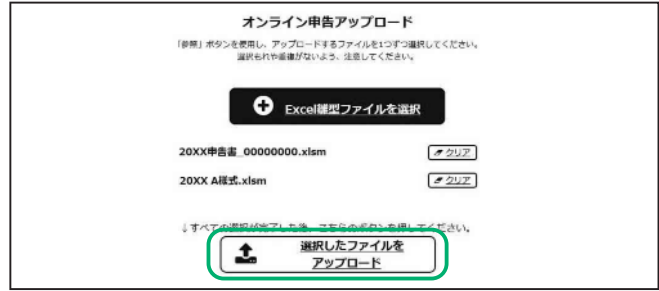 オンライン申告アップロード
「参照」ボタンを使用し、アップロードするファイルを1つずつ選択してください。
選択もれや重複がないよう、注意してください。
Excel雛型ファイルを選択
20XX申告書_00000000.xlsm
クリア
20XX A様式.xlsm
クリア
↓すべての選択が完了した後、こちらのボタンを押してください。
選択したファイルを
アップロード